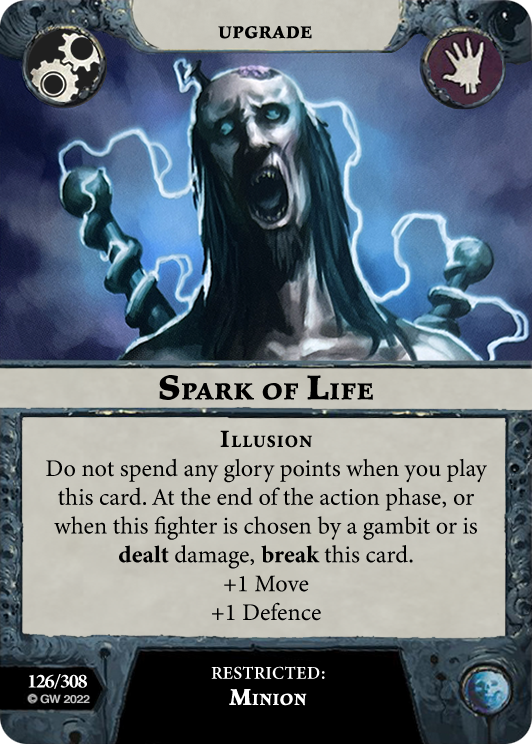 UPGRADE
SPARK OF LIFE
ILLUSION
Do not spend any glory points when you play
this card. At the end of the action phase, or
when this fighter is chosen by a gambit or is
dealt damage, break this card.
+1 Move
+1 Defence
126/308
© GW 2022
RESTRICTED:
MINION